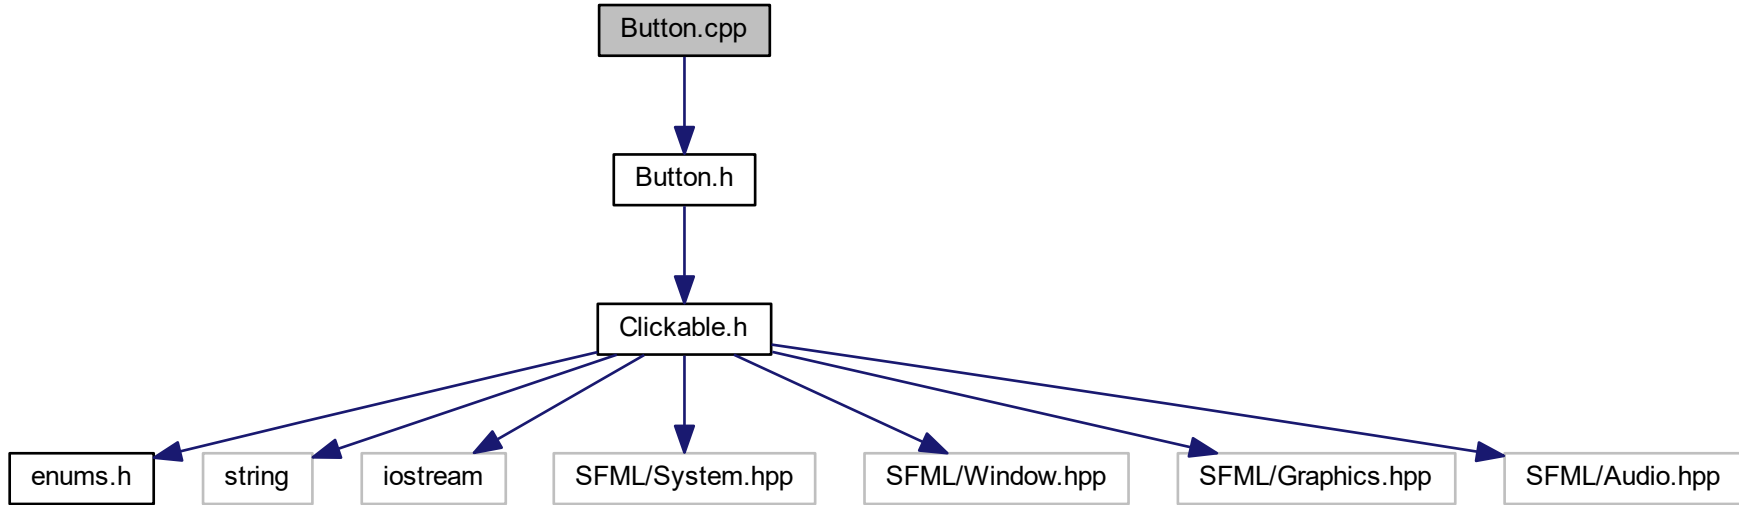 Button.cpp
Button.h
Clickable.h
enums.h
string
iostream
SFML/System.hpp
SFML/Window.hpp
SFML/Graphics.hpp
SFML/Audio.hpp